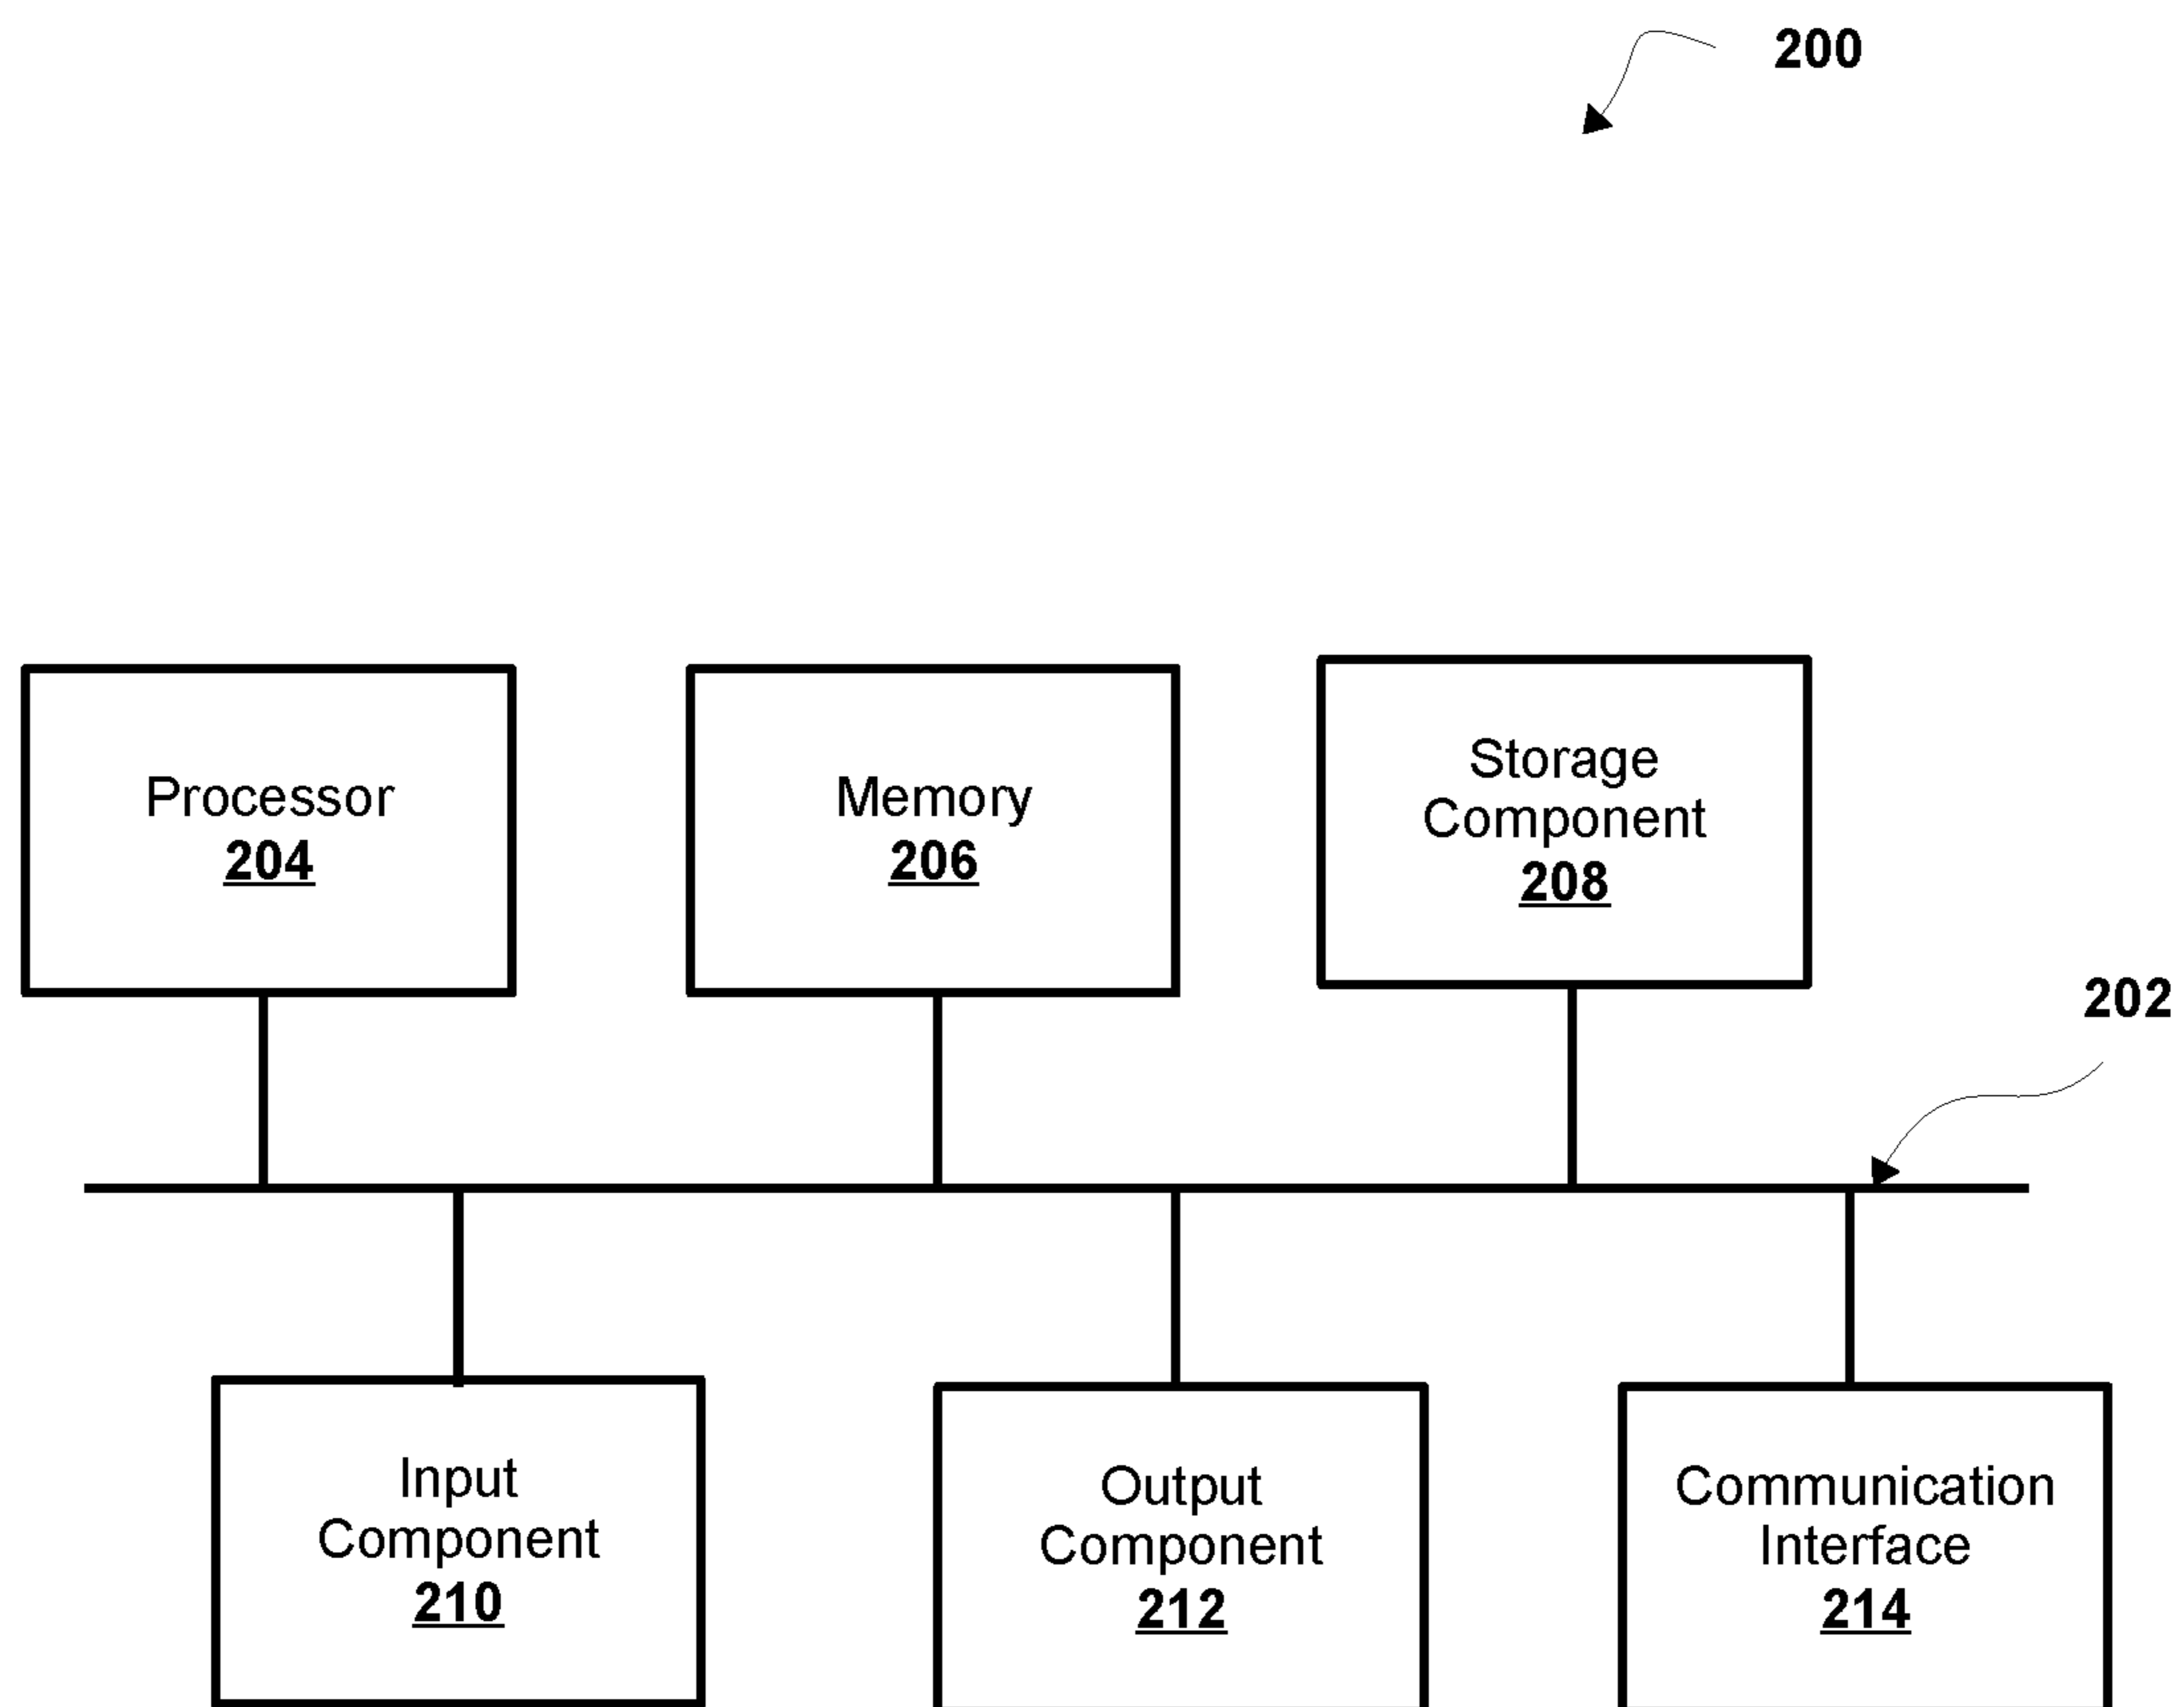 200
Processor
204
Memory
206
Storage
Component
208
202
Input
Component
210
Output
Component
212
Communication
Interface
214